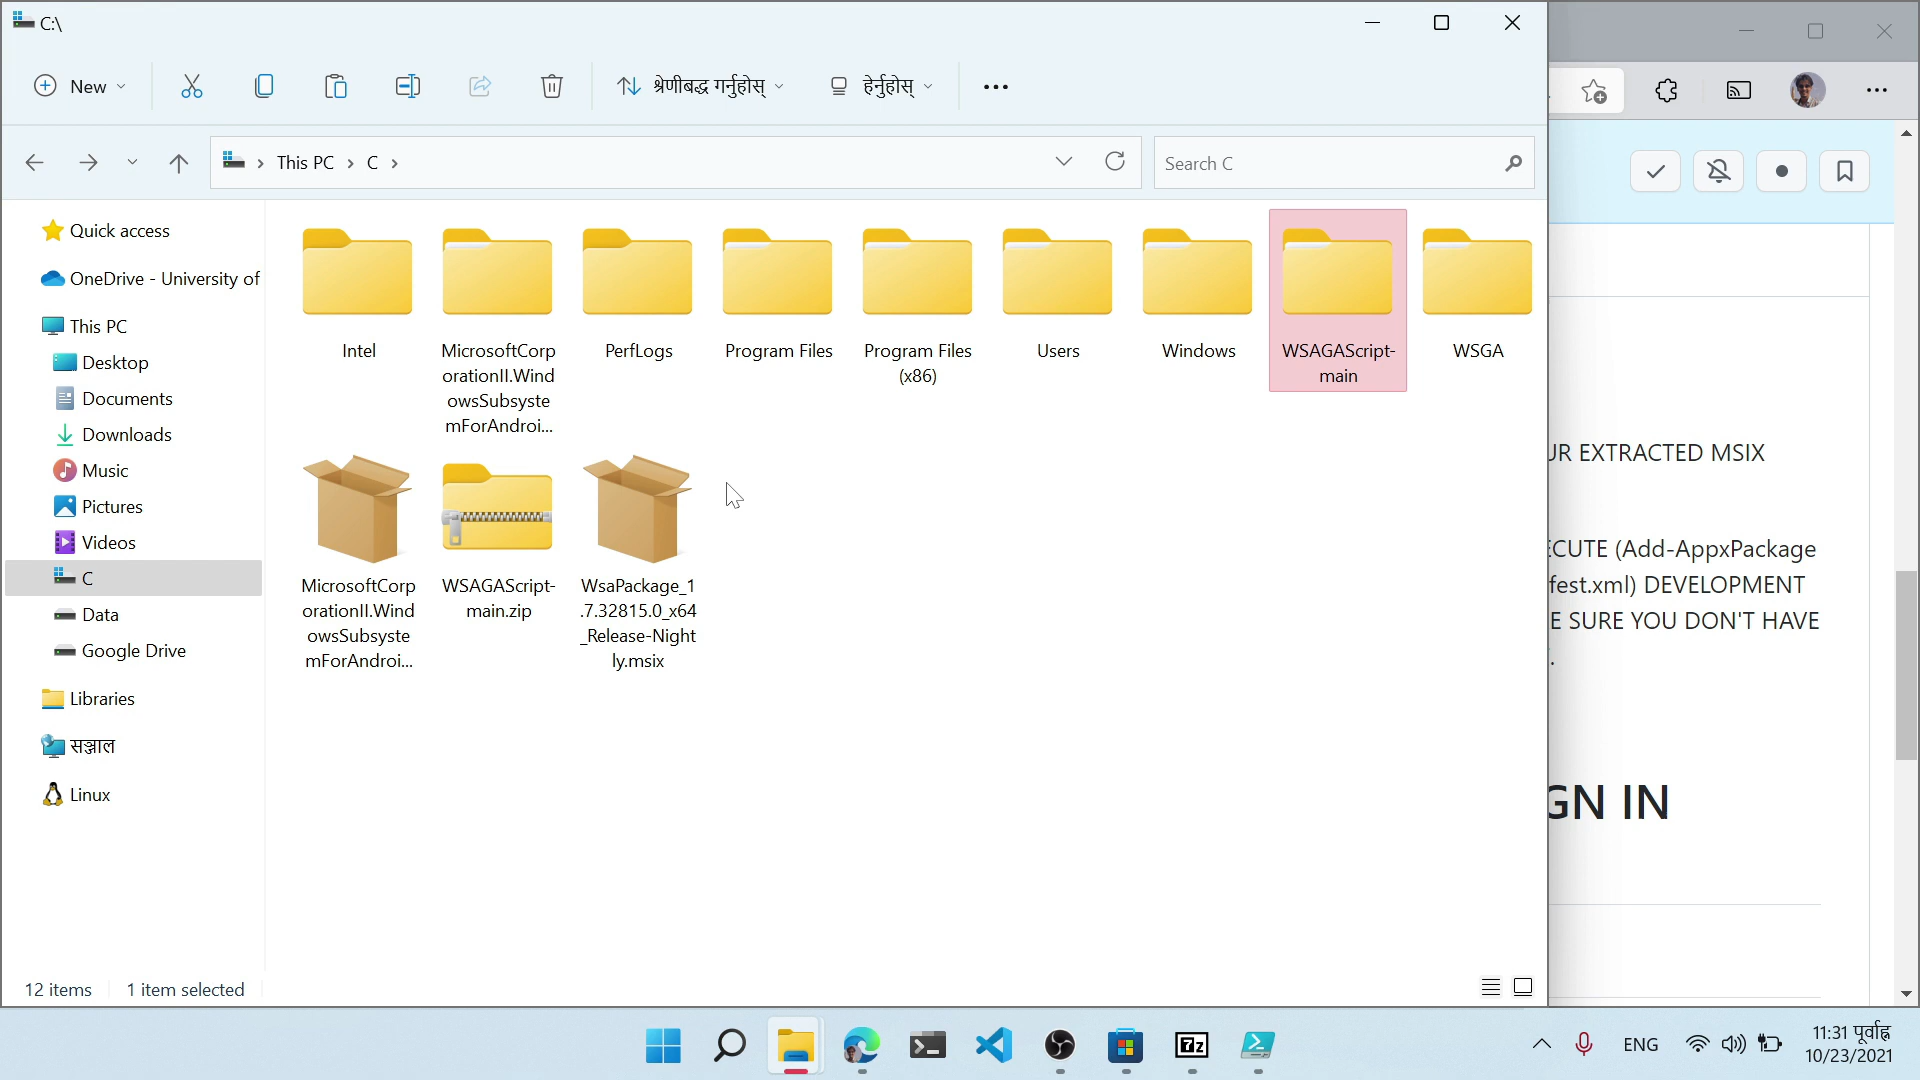 C:\
New
श्रेणीबद्ध गर्नुहोस्
हेर्नुहोस्
This PC
C
Search C
Quick access
OneDrive - University of
This PC
Desktop
Documents
Downloads
Music
Pictures
Videos
C
Data
Google Drive
Libraries
सञ्जाल
Linux
Intel
MicrosoftCorp
orationII.Wind
owsSubsyste
mForAndroi...
PerfLogs
Program Files
Program Files
(x86)
Users
Windows
WSAGAScript-
main
WSGA
MicrosoftCorp
orationII.Wind
owsSubsyste
mForAndroi...
WSAGAScript-
main.zip
WsaPackage_1
.7.32815.0_x64
_Release-Night
ly.msix
12 items
1 item selected
UR EXTRACTED MSIX
ECUTE (Add-AppxPackage
fest.xml) DEVELOPMENT
E SURE YOU DON'T HAVE
.
GN IN
7z
ENG
11:31 पूर्वाह्न
10/23/2021